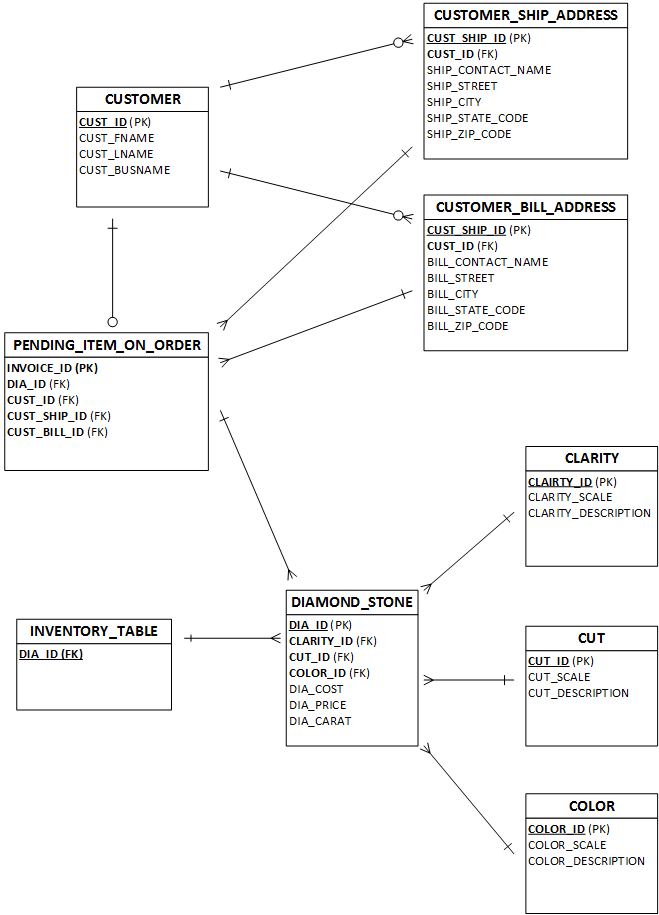 CUSTOMER_SHIP_ADDRESS
CUST_SHIP_ID (PK)
CUST_ID (FK)
SHIP_CONTACT_NAME
SHIP_STREET
SHIP_CITY
SHIP_STATE_CODE
SHIP_ZIP_CODE
CUSTOMER
CUST_ID (PK)
CUST_FNAME
CUST_LNAME
CUST_BUSNAME
CUSTOMER_BILL_ADDRESS
CUST_SHIP_ID (PK)
CUST_ID (FK)
BILL_CONTACT_NAME
BILL_STREET
BILL_CITY
BILL_STATE_CODE
BILL_ZIP_CODE
PENDING_ITEM_ON_ORDER
INVOICE_ID (PK)
DIA_ID (FK)
CUST_ID (FK)
CUST_SHIP_ID (FK)
CUST_BILL_ID (FK)
CLARITY
CLAIRTY_ID (PK)
CLARITY_SCALE
CLARITY_DESCRIPTION
DIAMOND_STONE
DIA_ID (PK)
CLARITY_ID (FK)
CUT_ID (FK)
COLOR_ID (FK)
DIA_COST
DIA_PRICE
DIA_CARAT
INVENTORY_TABLE
DIA_ID (FK)
CUT
CUT_ID (PK)
CUT_SCALE
CUT_DESCRIPTION
COLOR
COLOR_ID (PK)
COLOR_SCALE
COLOR_DESCRIPTION